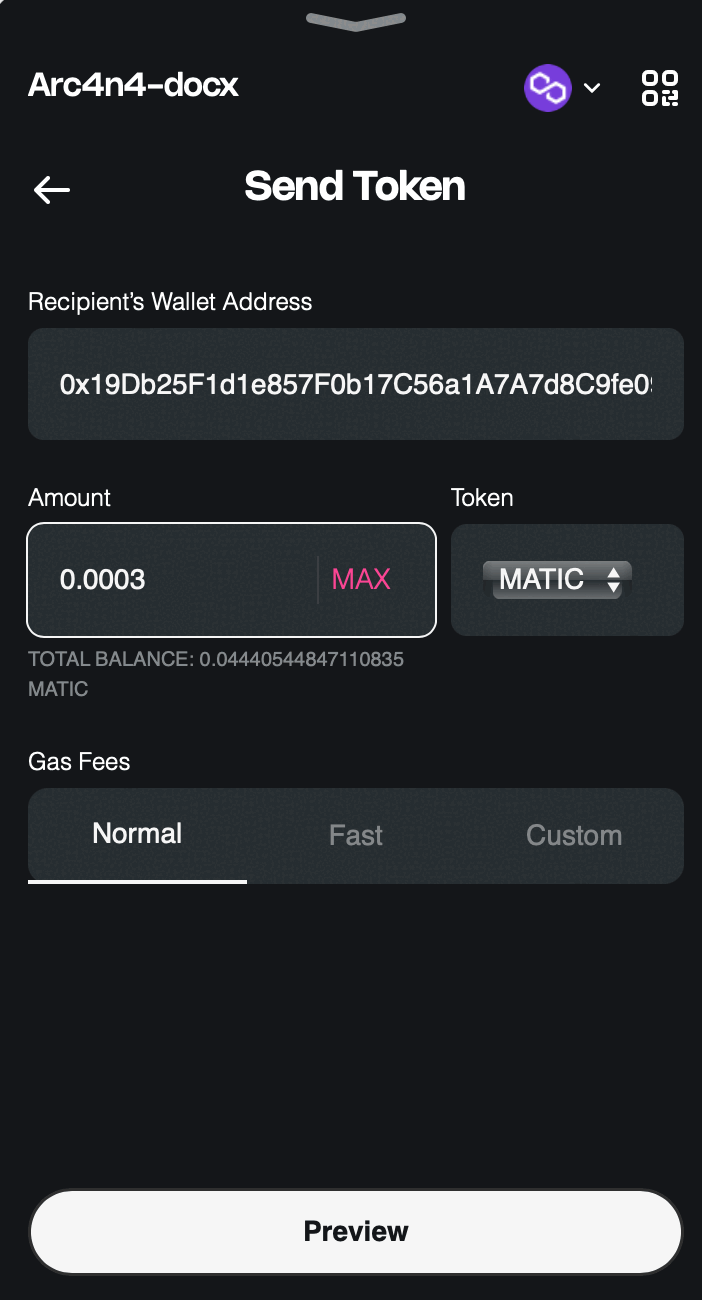 Arc4n4-docx
Send Token
Recipient's Wallet Address
0x19Db25F1d1e857F0b17C56a1A7A7d8C9fe0
Amount
Token
0.0003
MAX
MATIC
TOTAL BALANCE: 0.04440544847110835
MATIC
Gas Fees
Normal
Fast
Custom
Preview